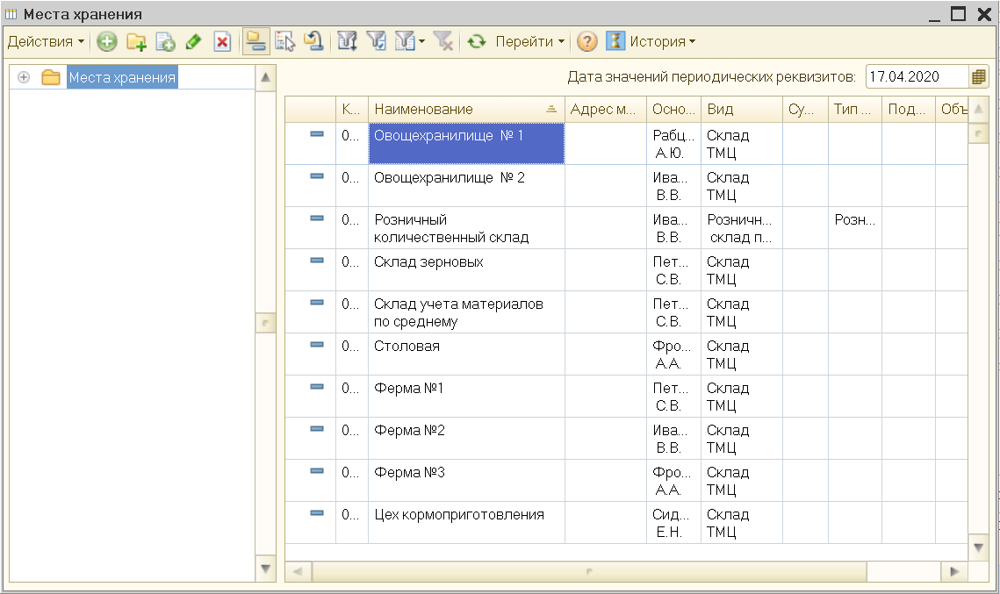 Места хранения
Действия Перейти ? История
Места хранения
Дата значений периодических реквизитов: 17.04.2020
К... Наименование Адрес м... Осно... Вид Су... Тип ... Под... Объ
0... Овощехранилище № 1 Рабц... Склад
А.Ю. ТМЦ
0... Овощехранилище № 2 Ива... Склад
В.В. ТМЦ
0... Розничный Ива... Розничн... Розн...
количественный склад В.В. склад п...
0... Склад зерновых Пет... Склад
С.В. ТМЦ
0... Склад учета материалов Пет... Склад
по среднему С.В. ТМЦ
0... Столовая Фро... Склад
А.А. ТМЦ
0... Ферма №1 Пет... Склад
С.В. ТМЦ
0... Ферма №2 Ива... Склад
В.В. ТМЦ
0... Ферма №3 Фро... Склад
А.А. ТМЦ
0... Цех кормоприготовления Сид... Склад
Е.Н. ТМЦ